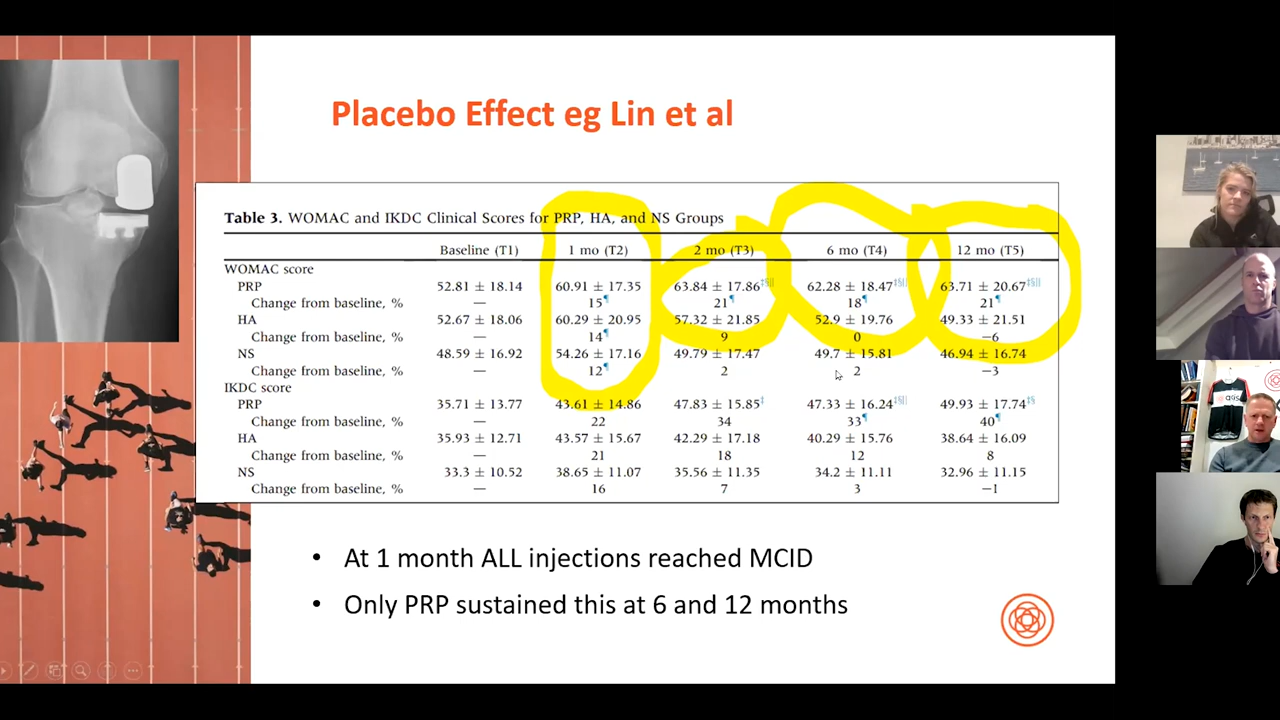 Placebo Effect eg Lin et al
Table 3. WOMAC and IKDC Clinical Scores for PRP, HA, and NS Groups
Baseline (T1) 1 mo (T2) 2 mo (T3) 6 mo (T4) 12 mo (T5)
WOMAC score
PRP 52.81 ± 18.14 60.91 ± 17.35 63.84 ± 17.86‡§|| 62.28 ± 18.47‡§|| 63.71 ± 20.67‡§||
Change from baseline, % — 15¶ 21¶ 18¶ 21¶
HA 52.67 ± 18.06 60.29 ± 20.95 57.32 ± 21.85 52.9 ± 19.76 49.33 ± 21.51
Change from baseline, % — 14¶ 9 0 −6
NS 48.59 ± 16.92 54.26 ± 17.16 49.79 ± 17.47 49.7 ± 15.81 46.94 ± 16.74
Change from baseline, % — 12¶ 2 2 −3
IKDC score
PRP 35.71 ± 13.77 43.61 ± 14.86 47.83 ± 15.85‡ 47.33 ± 16.24‡§|| 49.93 ± 17.74‡§
Change from baseline, % — 22 34 33¶ 40¶
HA 35.93 ± 12.71 43.57 ± 15.67 42.29 ± 17.18 40.29 ± 15.76 38.64 ± 16.09
Change from baseline, % — 21 18 12 8
NS 33.3 ± 10.52 38.65 ± 11.07 35.56 ± 11.35 34.2 ± 11.11 32.96 ± 11.15
Change from baseline, % — 16 7 3 −1
• At 1 month ALL injections reached MCID
• Only PRP sustained this at 6 and 12 months